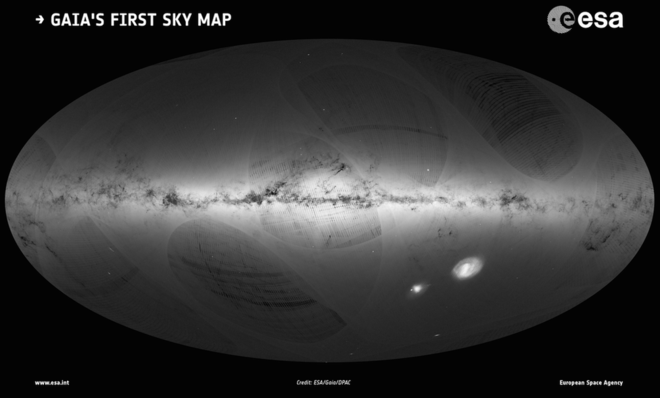 → GAIA'S FIRST SKY MAP
esa
www.esa.int
Credit: ESA/Gaia/DPAC
European Space Agency